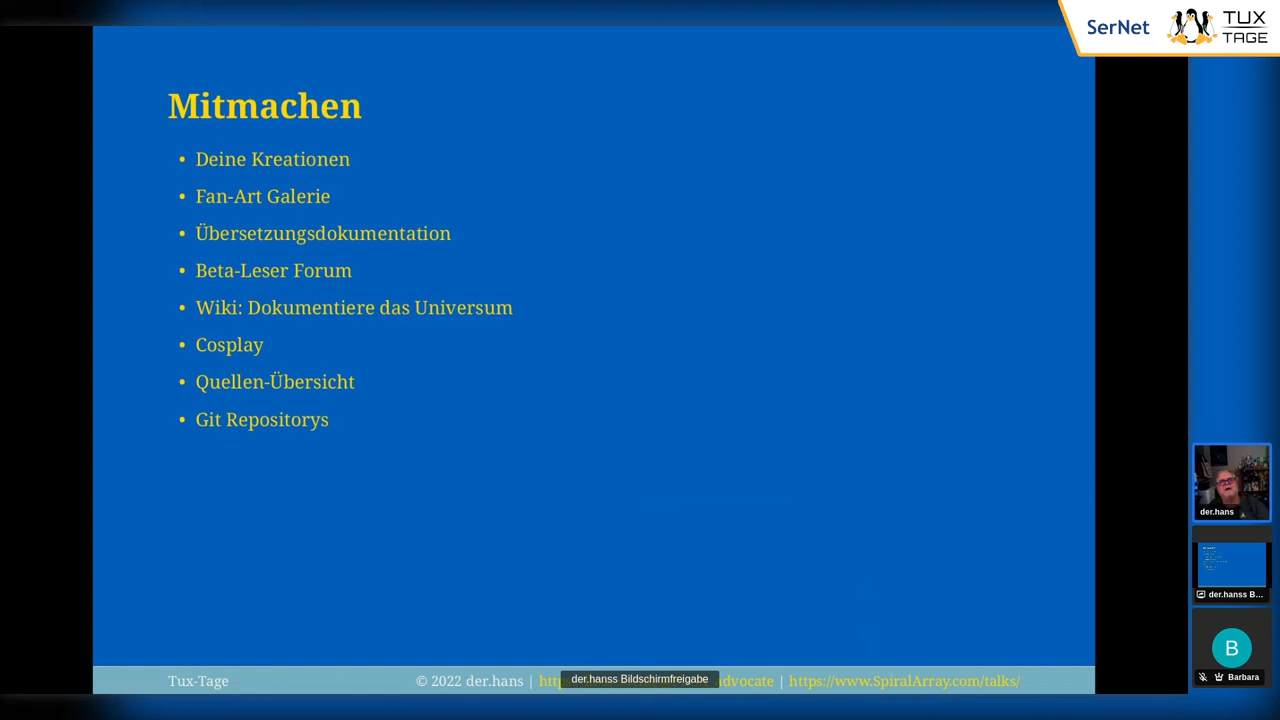 SerNet
TUX
TAGE
Mitmachen
• Deine Kreationen
• Fan-Art Galerie
• Übersetzungsdokumentation
• Beta-Leser Forum
• Wiki: Dokumentiere das Universum
• Cosplay
• Quellen-Übersicht
• Git Repositorys
Tux-Tage
© 2022 der.hans | http advocate | https://www.SpiralArray.com/talks/
der.hanss Bildschirmfreigabe
der.hans
der.hanss B...
B
Barbara